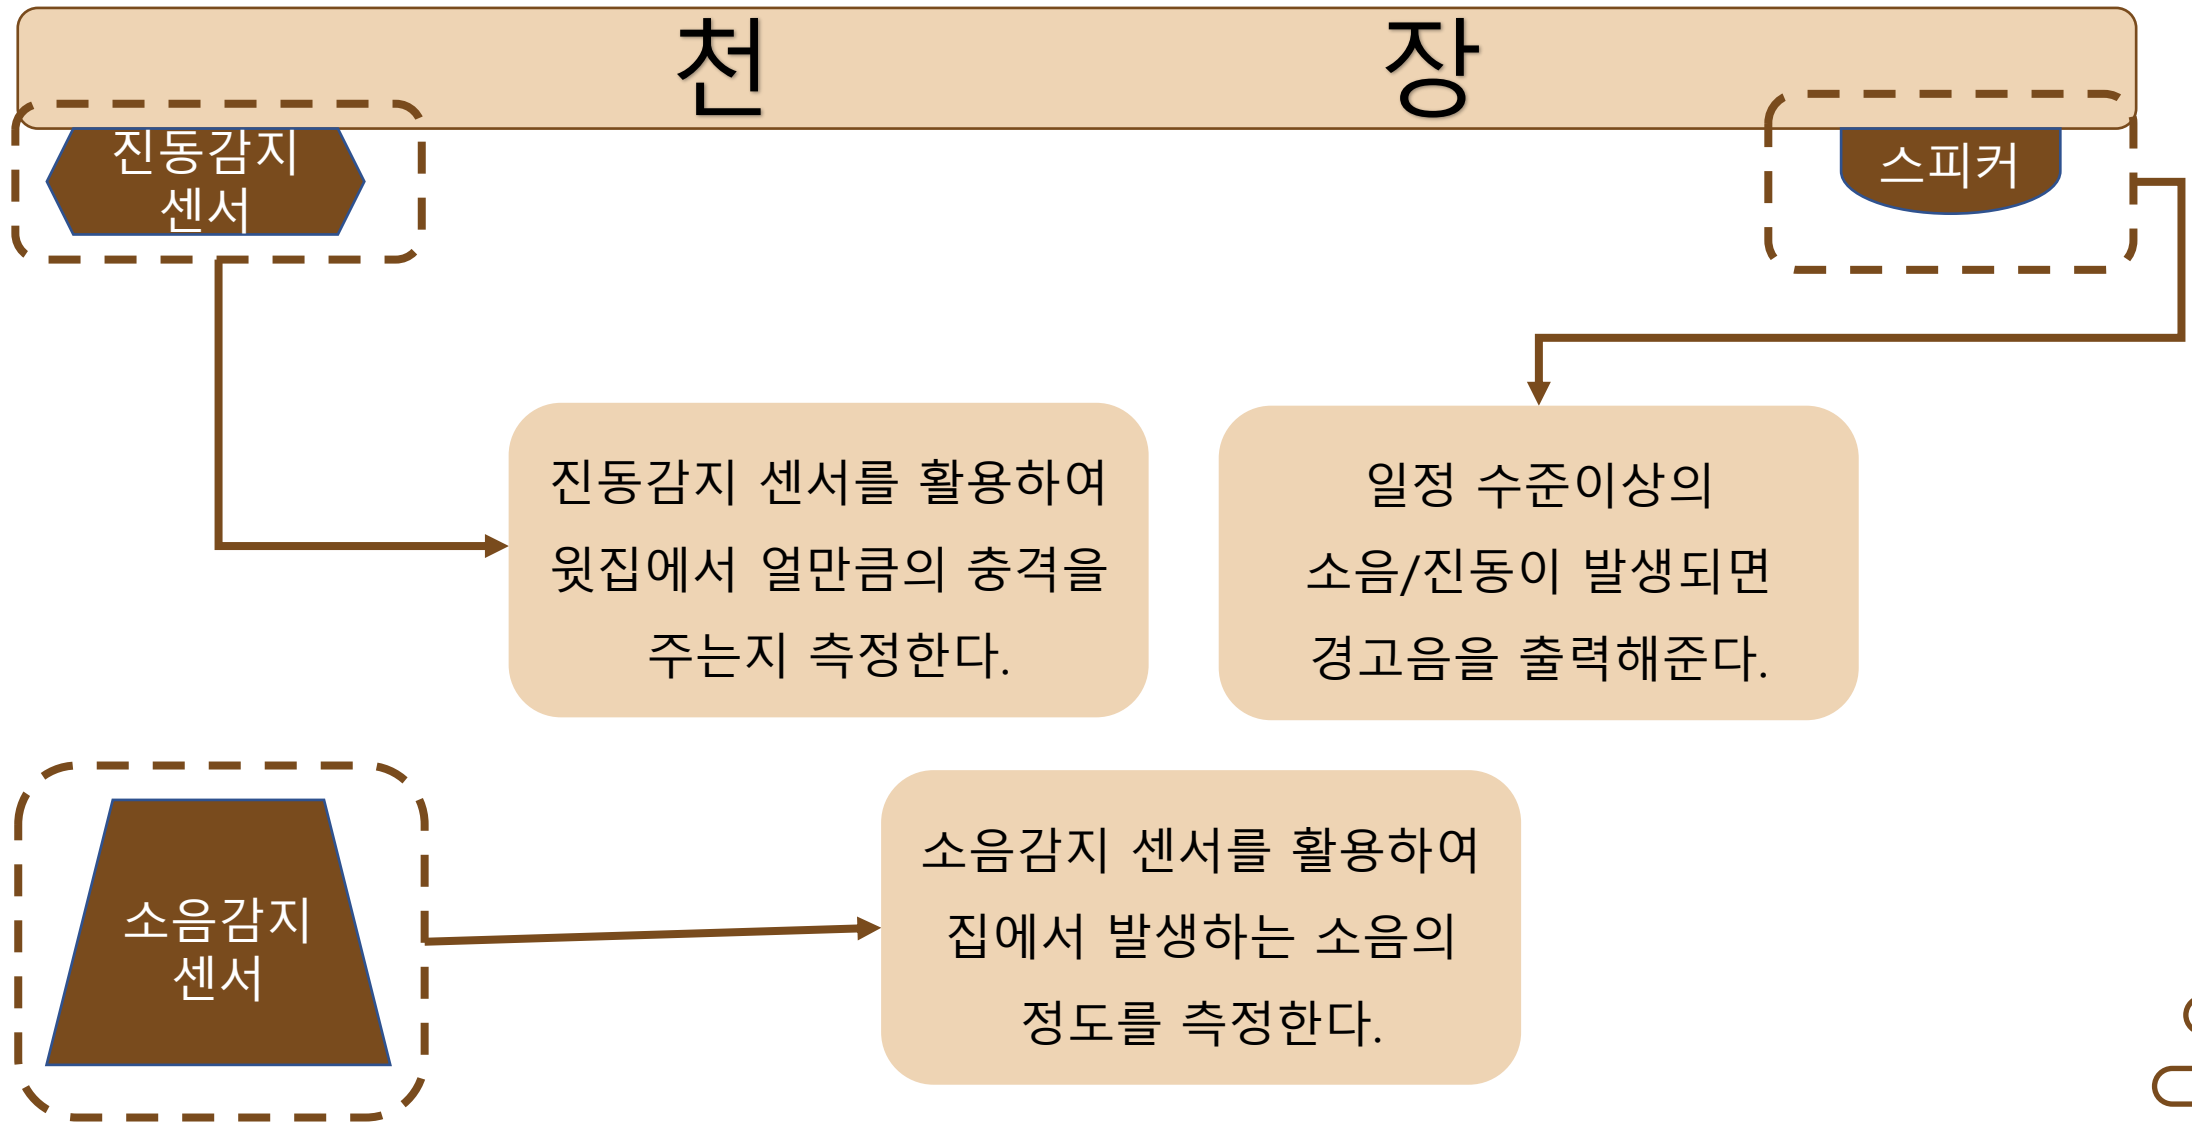 천 장
진동감지
센서
스피커
진동감지 센서를 활용하여
윗집에서 얼만큼의 충격을
주는지 측정한다.
일정 수준이상의
소음/진동이 발생되면
경고음을 출력해준다.
소음감지
센서
소음감지 센서를 활용하여
집에서 발생하는 소음의
정도를 측정한다.